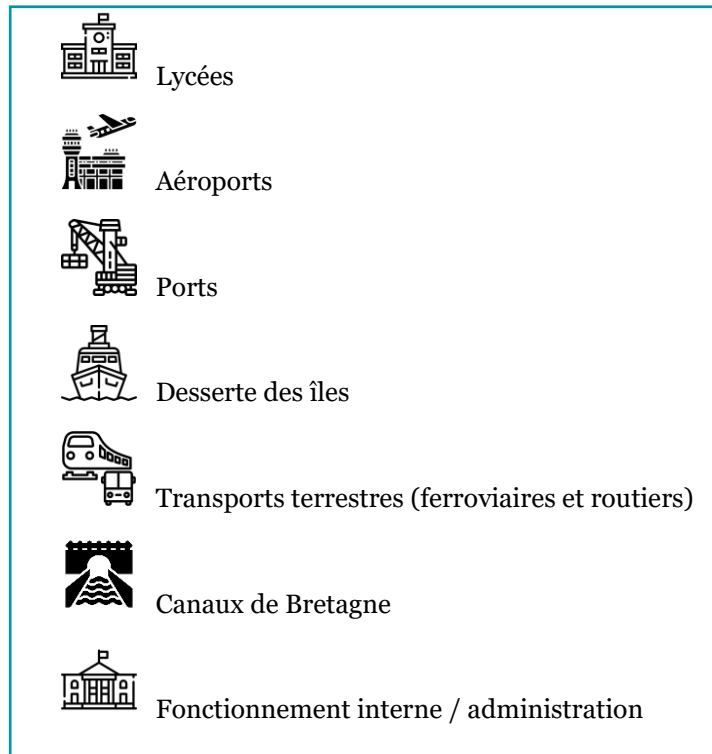 Lycées
Aéroports
Ports
Desserte des îles
Transports terrestres (ferroviaires et routiers)
Canaux de Bretagne
Fonctionnement interne / administration